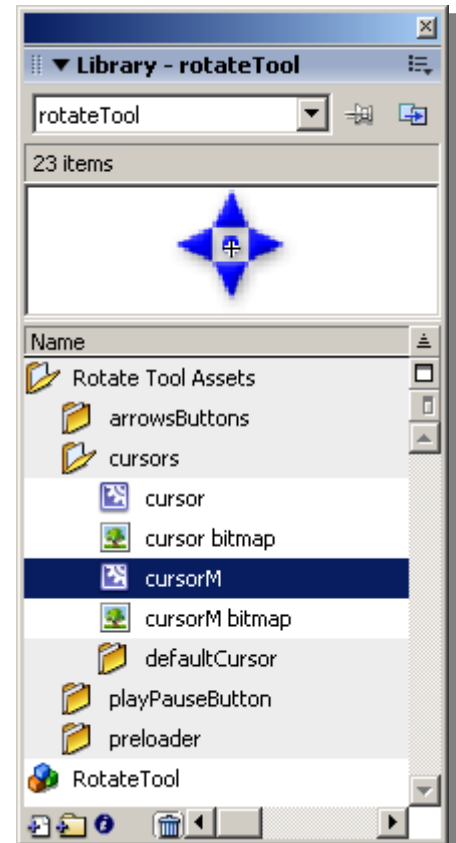 Library - rotateTool
rotateTool
23 items
Name
Rotate Tool Assets
arrowsButtons
cursors
cursor
cursor bitmap
cursorM
cursorM bitmap
defaultCursor
playPauseButton
preloader
RotateTool